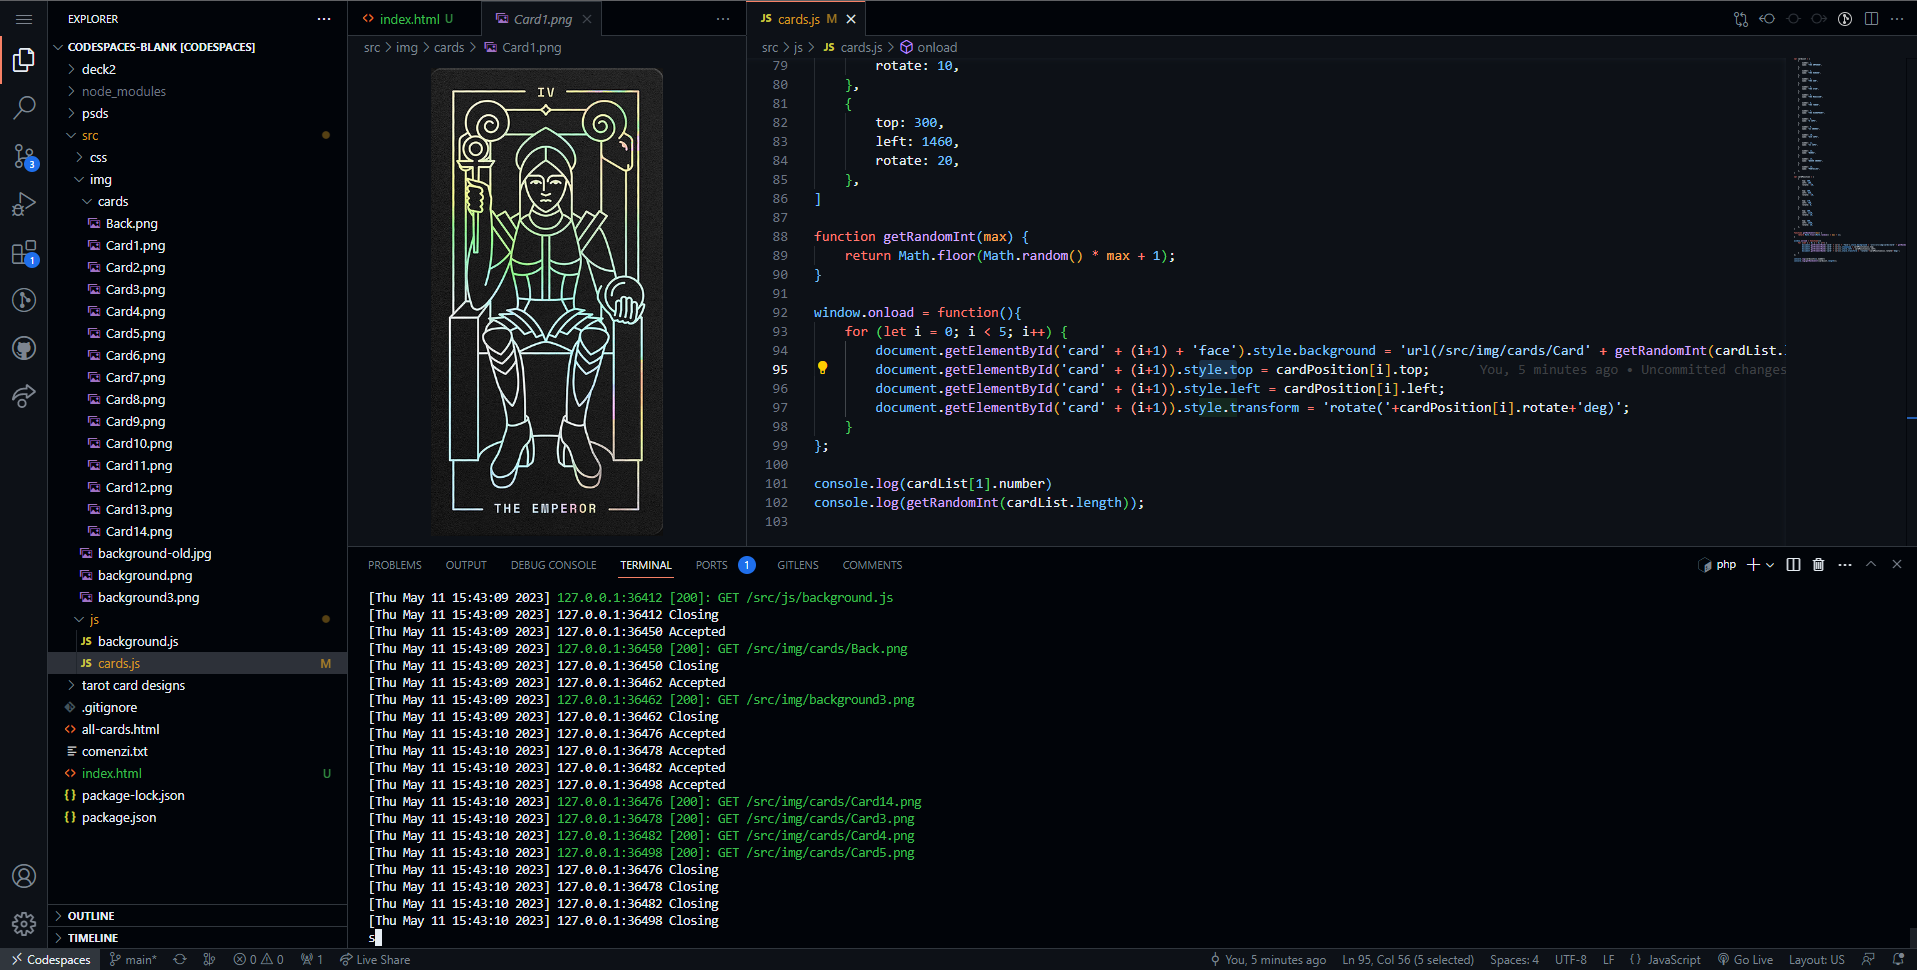 EXPLORER
CODESPACES-BLANK [CODESPACES]
deck2
node_modules
psds
src
css
img
cards
Back.png
Card1.png
Card2.png
Card3.png
Card4.png
Card5.png
Card6.png
Card7.png
Card8.png
Card9.png
Card10.png
Card11.png
Card12.png
Card13.png
Card14.png
background-old.jpg
background.png
background3.png
js
JS background.js
JS cards.js M
tarot card designs
.gitignore
all-cards.html
comenzi.txt
index.html U
package-lock.json
package.json
OUTLINE
TIMELINE
3
1
index.html U
Card1.png
src > img > cards > Card1.png
IV
THE EMPEROR
JS cards.js M
src > js > JS cards.js > onload
79 rotate: 10,
80 },
81 {
82 top: 300,
83 left: 1460,
84 rotate: 20,
85 },
86 ]
87
88 function getRandomInt(max) {
89 return Math.floor(Math.random() * max + 1);
90 }
91
92 window.onload = function(){
93 for (let i = 0; i < 5; i++) {
94 document.getElementById('card' + (i+1) + 'face').style.background = 'url(/src/img/cards/Card' + getRandomInt(cardList.
95 document.getElementById('card' + (i+1)).style.top = cardPosition[i].top; You, 5 minutes ago • Uncommitted changes
96 document.getElementById('card' + (i+1)).style.left = cardPosition[i].left;
97 document.getElementById('card' + (i+1)).style.transform = 'rotate('+cardPosition[i].rotate+'deg)';
98 }
99 };
100
101 console.log(cardList[1].number)
102 console.log(getRandomInt(cardList.length));
103
PROBLEMS OUTPUT DEBUG CONSOLE TERMINAL PORTS 1 GITLENS COMMENTS
php
[Thu May 11 15:43:09 2023] 127.0.0.1:36412 [200]: GET /src/js/background.js
[Thu May 11 15:43:09 2023] 127.0.0.1:36412 Closing
[Thu May 11 15:43:09 2023] 127.0.0.1:36450 Accepted
[Thu May 11 15:43:09 2023] 127.0.0.1:36450 [200]: GET /src/img/cards/Back.png
[Thu May 11 15:43:09 2023] 127.0.0.1:36450 Closing
[Thu May 11 15:43:09 2023] 127.0.0.1:36462 Accepted
[Thu May 11 15:43:09 2023] 127.0.0.1:36462 [200]: GET /src/img/background3.png
[Thu May 11 15:43:09 2023] 127.0.0.1:36462 Closing
[Thu May 11 15:43:10 2023] 127.0.0.1:36476 Accepted
[Thu May 11 15:43:10 2023] 127.0.0.1:36478 Accepted
[Thu May 11 15:43:10 2023] 127.0.0.1:36482 Accepted
[Thu May 11 15:43:10 2023] 127.0.0.1:36498 Accepted
[Thu May 11 15:43:10 2023] 127.0.0.1:36476 [200]: GET /src/img/cards/Card14.png
[Thu May 11 15:43:10 2023] 127.0.0.1:36478 [200]: GET /src/img/cards/Card3.png
[Thu May 11 15:43:10 2023] 127.0.0.1:36482 [200]: GET /src/img/cards/Card4.png
[Thu May 11 15:43:10 2023] 127.0.0.1:36498 [200]: GET /src/img/cards/Card5.png
[Thu May 11 15:43:10 2023] 127.0.0.1:36476 Closing
[Thu May 11 15:43:10 2023] 127.0.0.1:36478 Closing
[Thu May 11 15:43:10 2023] 127.0.0.1:36482 Closing
[Thu May 11 15:43:10 2023] 127.0.0.1:36498 Closing
s
Codespaces main* 0 0 1 Live Share You, 5 minutes ago Ln 95, Col 56 (5 selected) Spaces: 4 UTF-8 LF {} JavaScript Go Live Layout: US